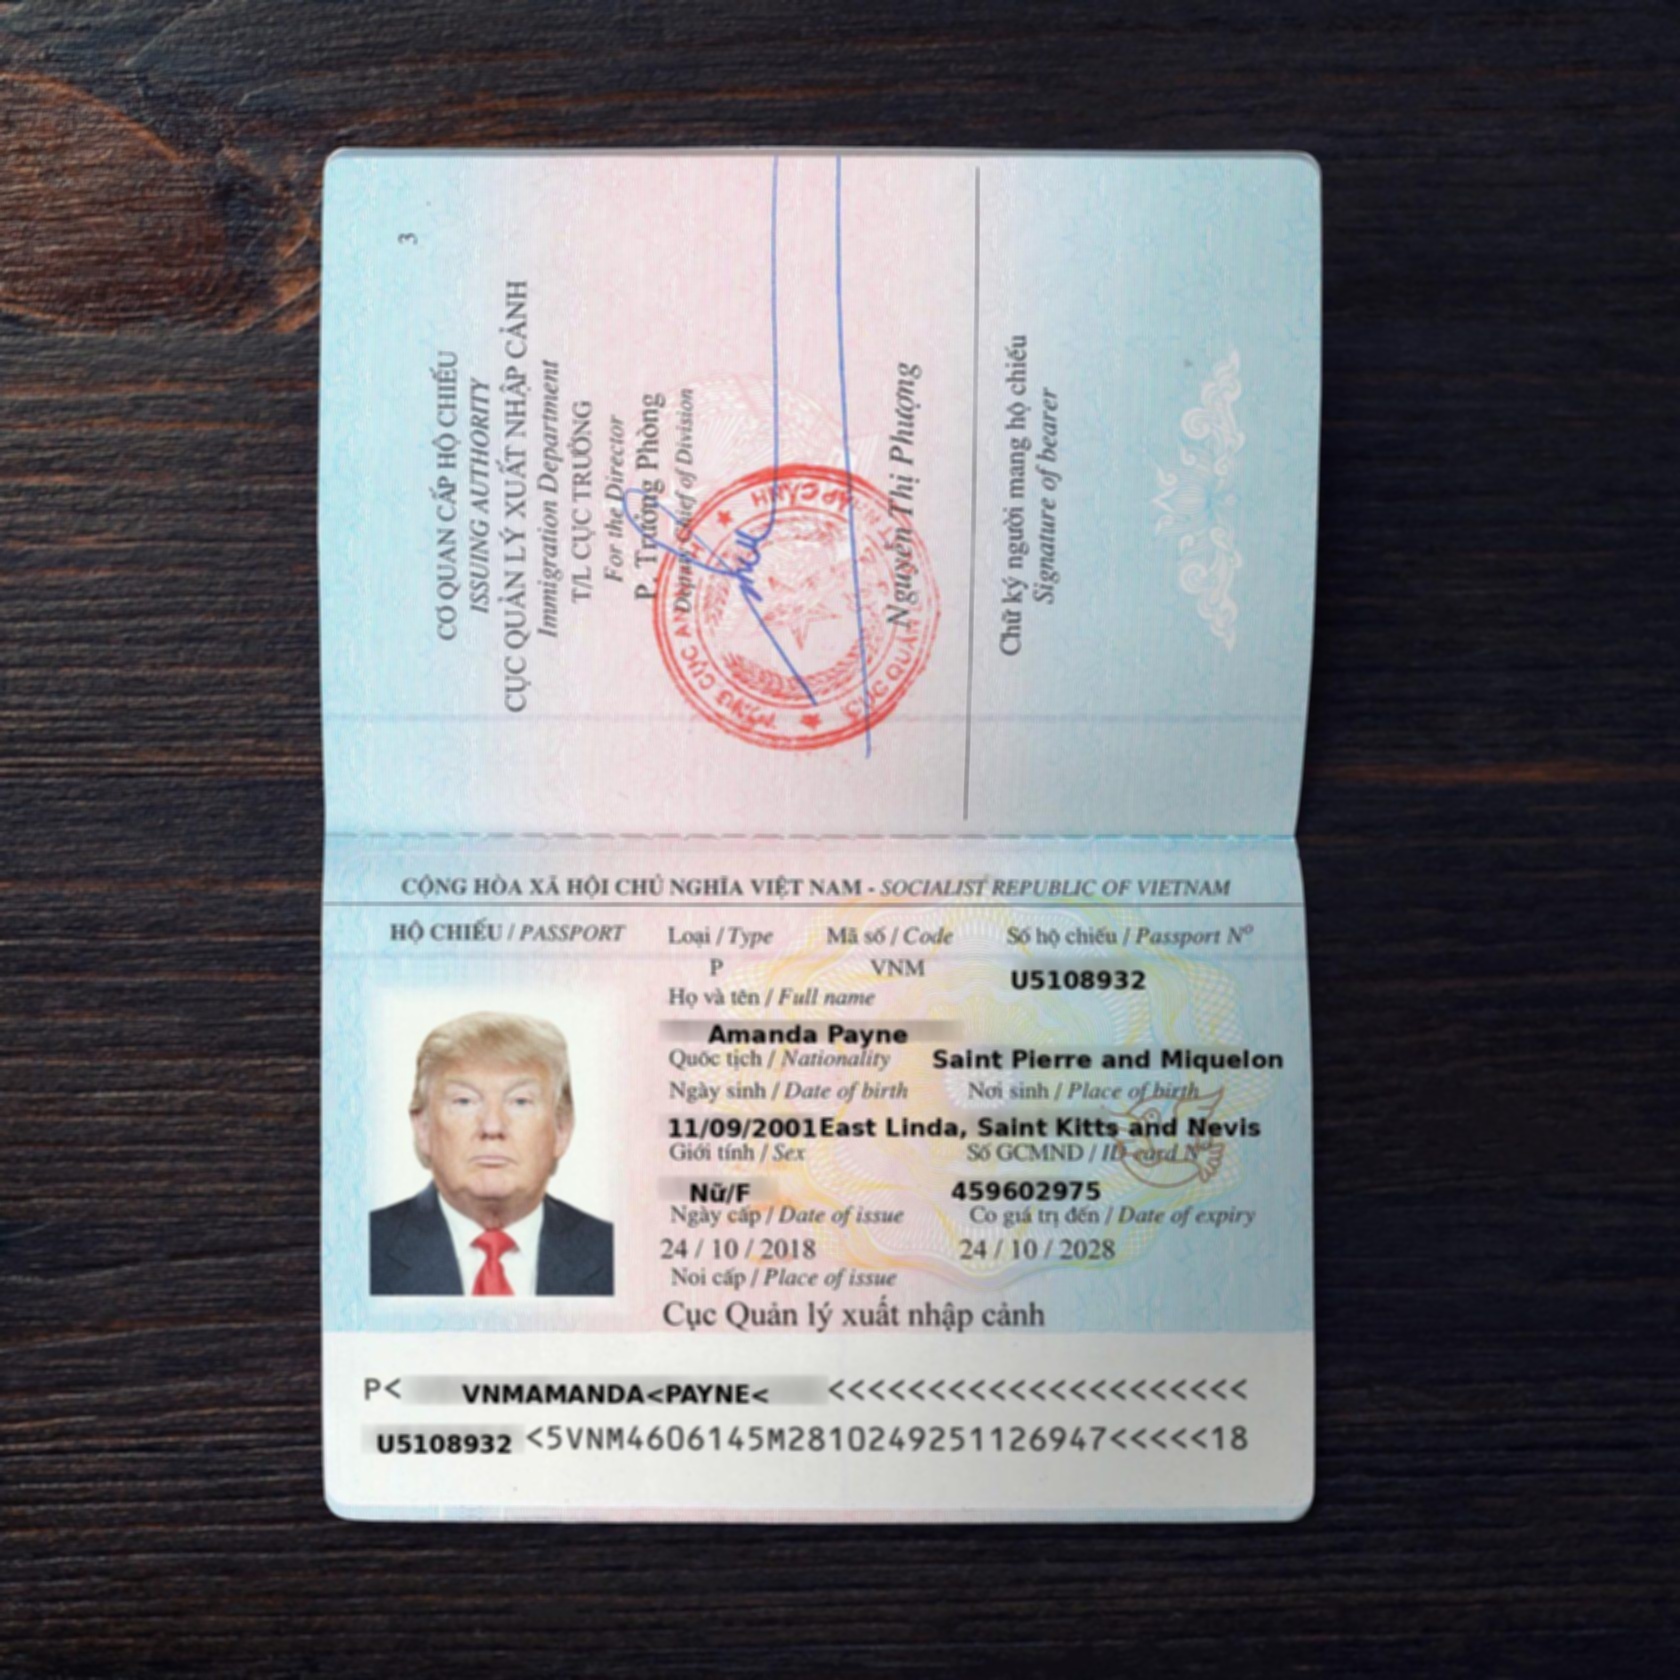 3
CƠ QUAN CẤP HỘ CHIẾU
ISSUING AUTHORITY
CỤC QUẢN LÝ XUẤT NHẬP CẢNH
Immigration Department
T/L CỤC TRƯỞNG
For the Director
P. Trưởng Phòng
Deputy Chief of Division
Nguyễn Thị Phượng
Chữ ký người mang hộ chiếu
Signature of bearer
CỘNG HÒA XÃ HỘI CHỦ NGHĨA VIỆT NAM - SOCIALIST REPUBLIC OF VIETNAM
HỘ CHIẾU / PASSPORT Loại / Type Mã số / Code Số hộ chiếu / Passport Nº
P VNM U5108932
Họ và tên / Full name
Amanda Payne
Quốc tịch / Nationality Saint Pierre and Miquelon
Ngày sinh / Date of birth Nơi sinh / Place of birth
11/09/2001 East Linda, Saint Kitts and Nevis
Giới tính / Sex Số GCMND / ID card Nº
Nữ/F 459602975
Ngày cấp / Date of issue Co giá trị đến / Date of expiry
24 / 10 / 2018 24 / 10 / 2028
Noi cấp / Place of issue
Cục Quản lý xuất nhập cảnh
P< VNMAMANDA<PAYNE< <<<<<<<<<<<<<<<<<<<<<<
U5108932 <5VNM4606145M2810249251126947<<<<<18